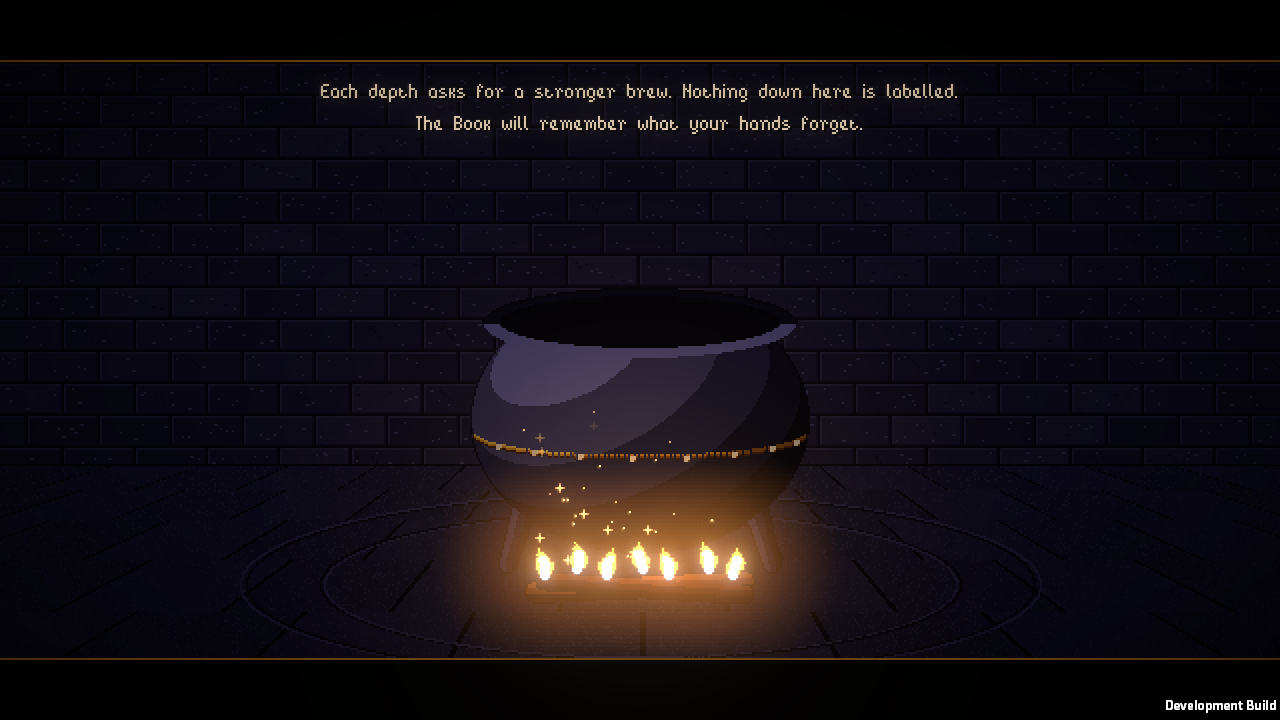 Each depth asks for a stronger brew. Nothing down here is labelled.
The Book will remember what your hands forget.
Development Build